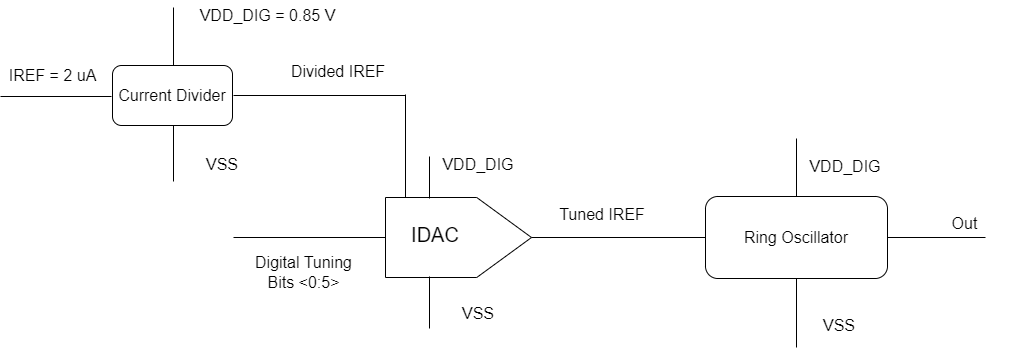 VDD_DIG = 0.85 V
IREF = 2 uA
Divided IREF
Current Divider
VSS
VDD_DIG
VDD_DIG
Tuned IREF
Out
IDAC
Ring Oscillator
Digital Tuning
Bits <0:5>
VSS
VSS